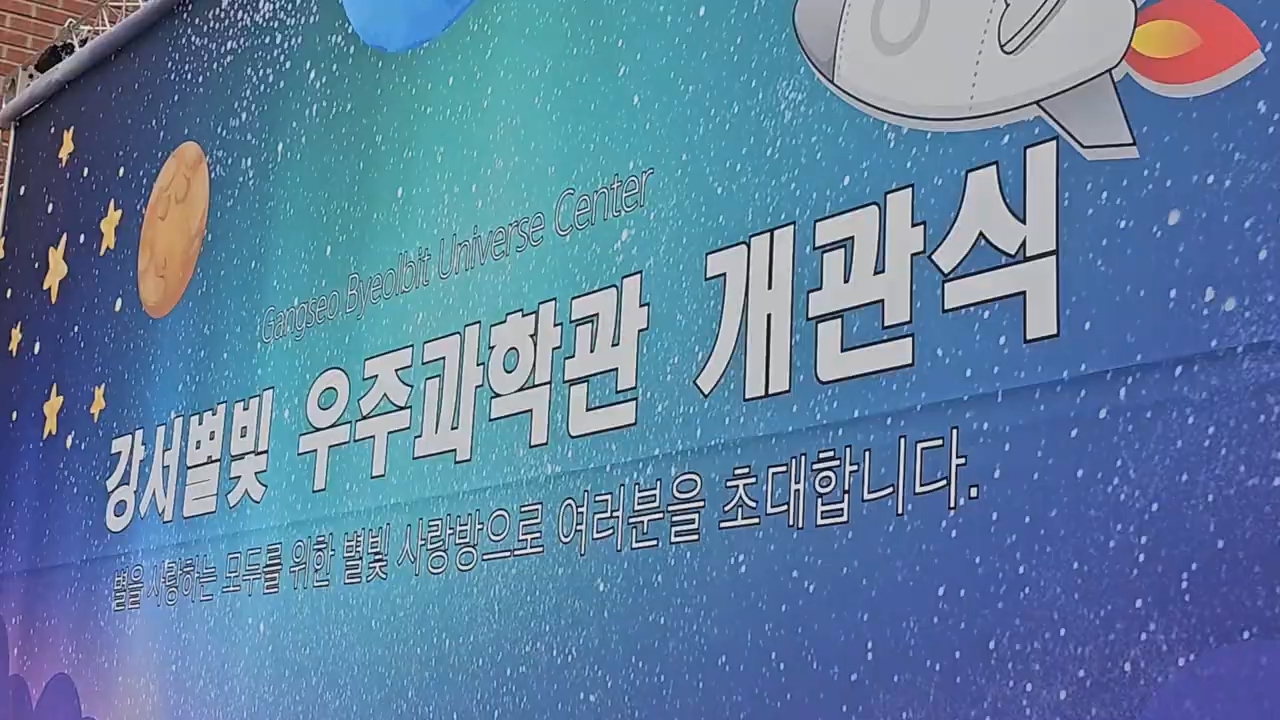 Gangseo Byeolbit Universe Center
강서별빛 우주과학관 개관식
별을 사랑하는 모두를 위한 별빛 사랑방으로 여러분을 초대합니다.